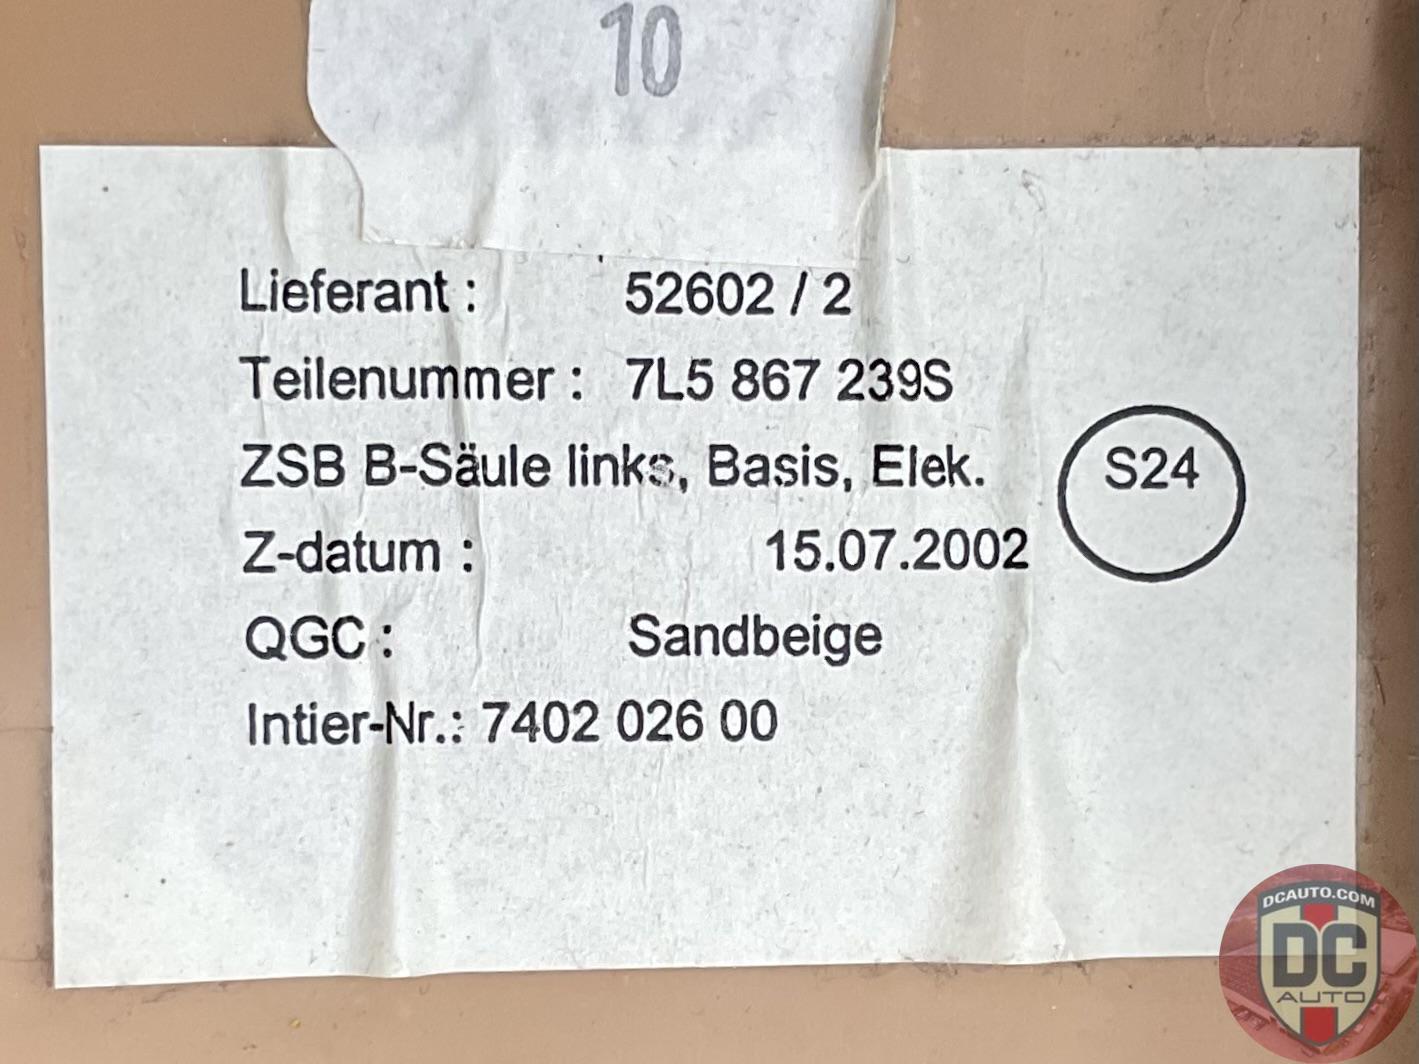 10
Lieferant : 52602 / 2
Teilenummer : 7L5 867 239S
ZSB B-Säule links, Basis, Elek.
S24
Z-datum : 15.07.2002
QGC : Sandbeige
Intier-Nr.: 7402 026 00
DCAUTO.COM
DC
AUTO